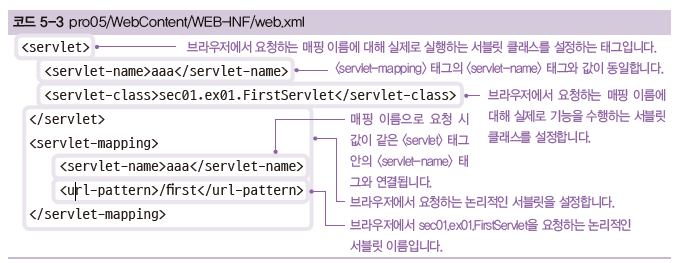 코드 5-3 pro05/WebContent/WEB-INF/web.xml
<servlet>
브라우저에서 요청하는 매핑 이름에 대해 실제로 실행하는 서블릿 클래스를 설정하는 태그입니다.
<servlet-name>aaa</servlet-name>
<servlet-mapping> 태그의 <servlet-name> 태그와 값이 동일합니다.
<servlet-class>sec01.ex01.FirstServlet</servlet-class>
브라우저에서 요청하는 매핑 이름에
대해 실제로 기능을 수행하는 서블릿
클래스를 설정합니다.
</servlet>
<servlet-mapping>
<servlet-name>aaa</servlet-name>
<url-pattern>/first</url-pattern>
</servlet-mapping>
매핑 이름으로 요청 시
값이 같은 <servlet> 태그
안의 <servlet-name> 태
그와 연결됩니다.
브라우저에서 요청하는 논리적인 서블릿을 설정합니다.
브라우저에서 sec01.ex01.FirstServlet을 요청하는 논리적인
서블릿 이름입니다.